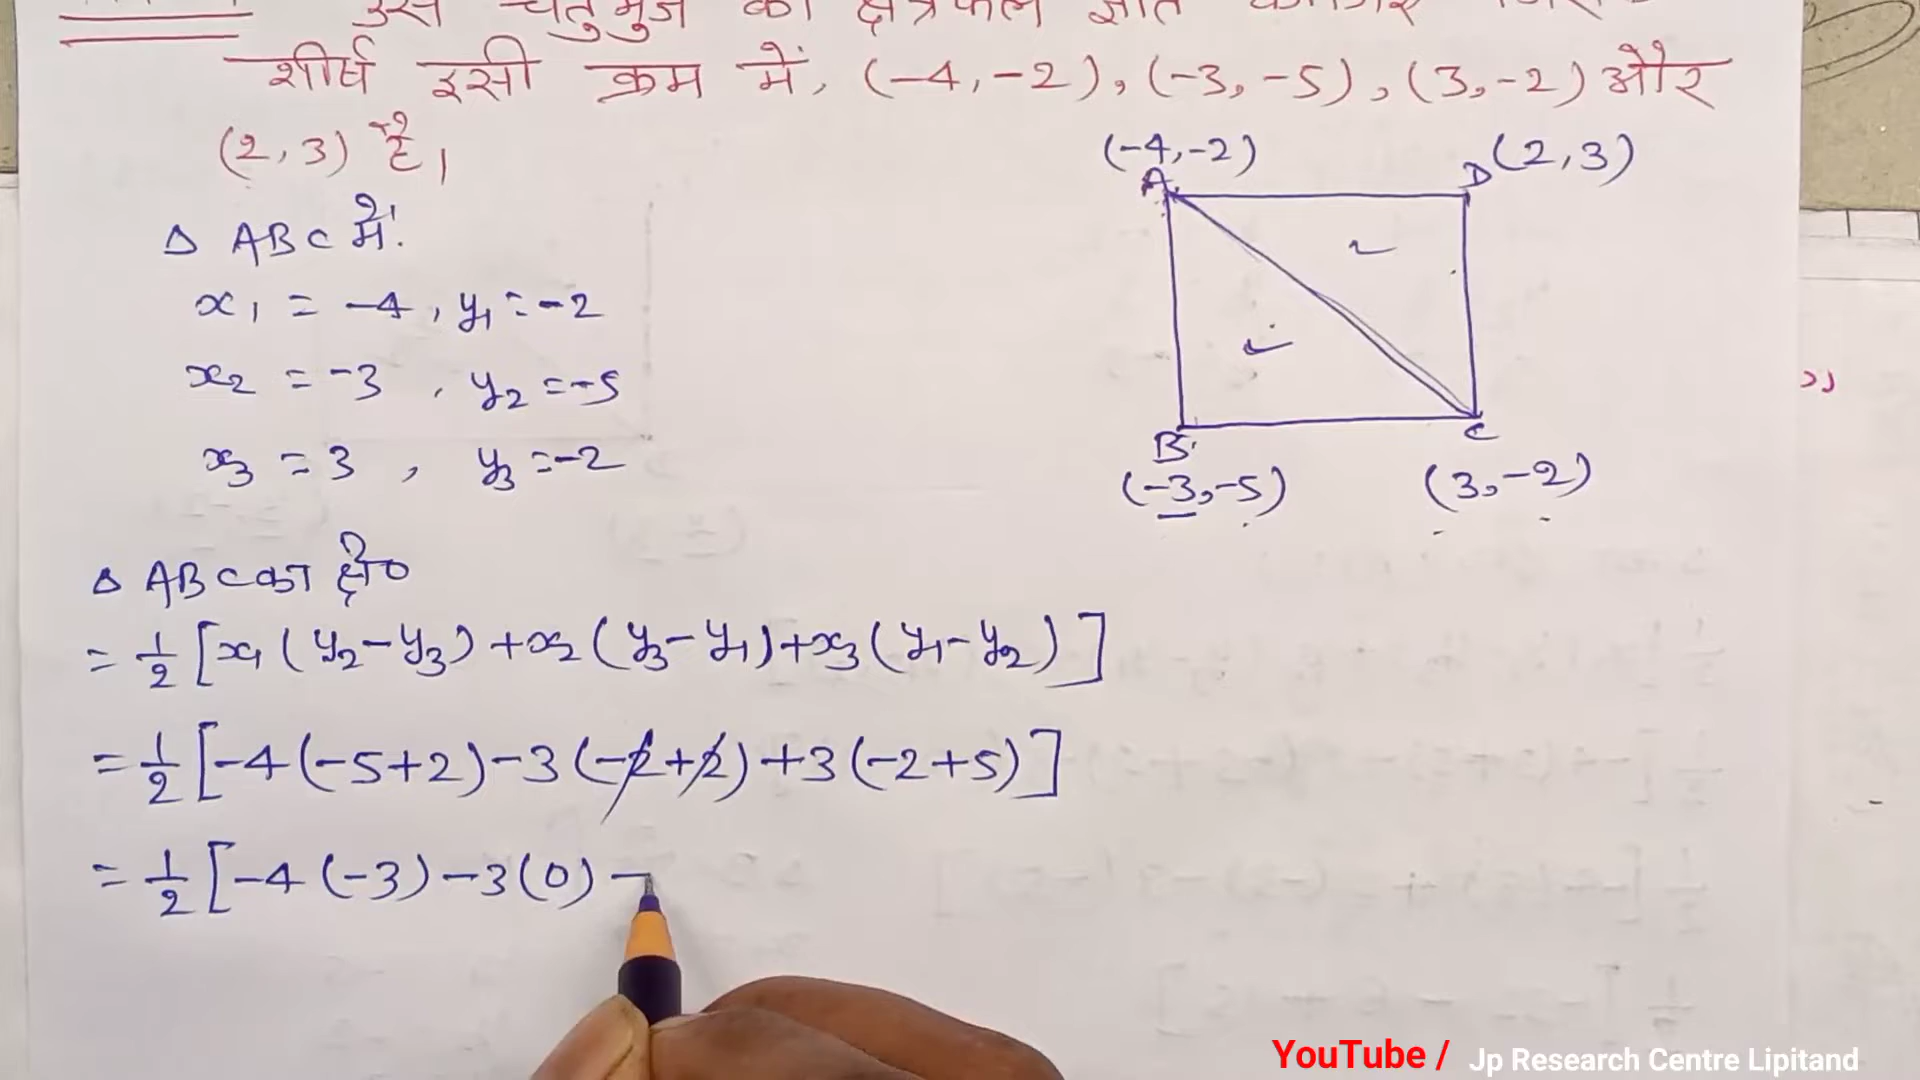 उस चतुर्भुज का क्षेत्रफल ज्ञात
शीर्ष इसी क्रम में, (-4,-2), (-3,-5), (3,-2) और
(2,3) है।
(-4,-2)
A
D (2,3)
B
(-3,-5)
C
(3,-2)
Δ ABC में
x₁ = -4, y₁ = -2
x₂ = -3, y₂ = -5
x₃ = 3, y₃ = -2
Δ ABC का क्षे०
= 1/2 [x₁(y₂-y₃)+x₂(y₃-y₁)+x₃(y₁-y₂)]
= 1/2 [-4(-5+2)-3(-2+2)+3(-2+5)]
= 1/2 [-4(-3)-3(0) -
YouTube / Jp Research Centre Lipitand